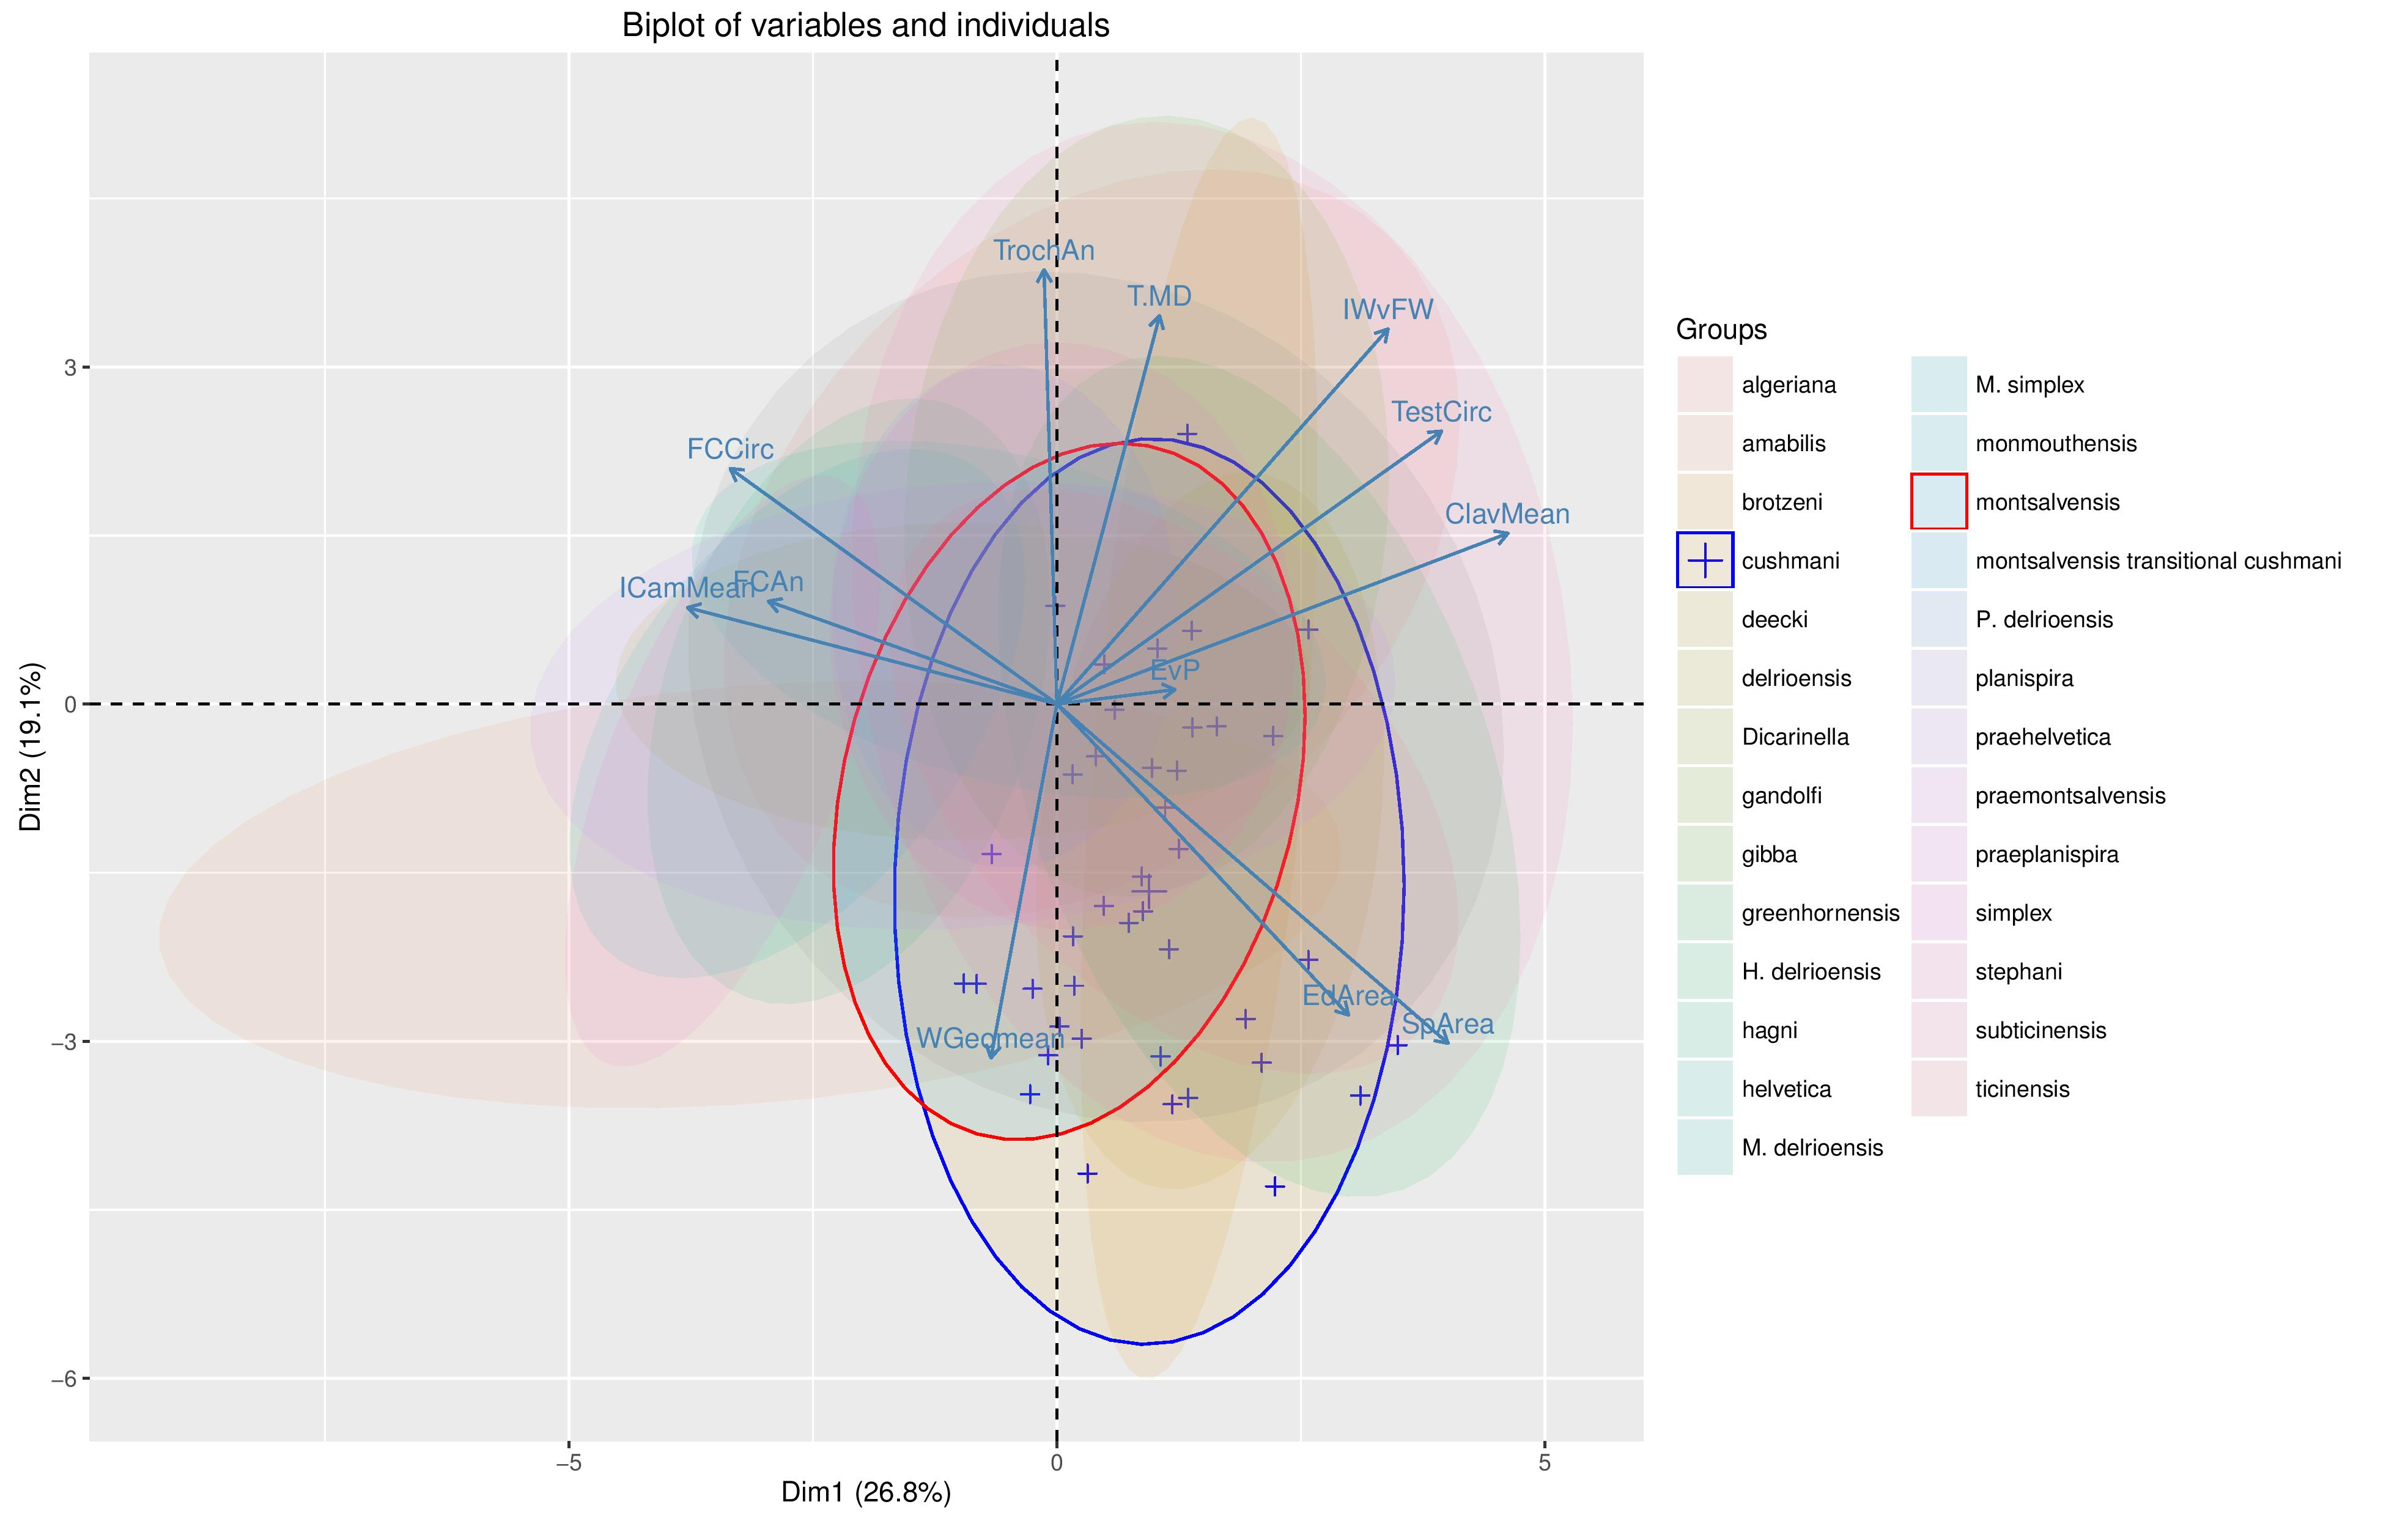 Biplot of variables and individuals
TrochAn
T.MD
IWvFW
TestCirc
FCCirc
ClavMean
ICamMean
FCAn
EvP
EdArea
SpArea
WGeomean
3
0
−3
−6
−5
0
5
Dim1 (26.8%)
Dim2 (19.1%)
Groups
algeriana
amabilis
brotzeni
cushmani
deecki
delrioensis
Dicarinella
gandolfi
gibba
greenhornensis
H. delrioensis
hagni
helvetica
M. delrioensis
M. simplex
monmouthensis
montsalvensis
montsalvensis transitional cushmani
P. delrioensis
planispira
praehelvetica
praemontsalvensis
praeplanispira
simplex
stephani
subticinensis
ticinensis